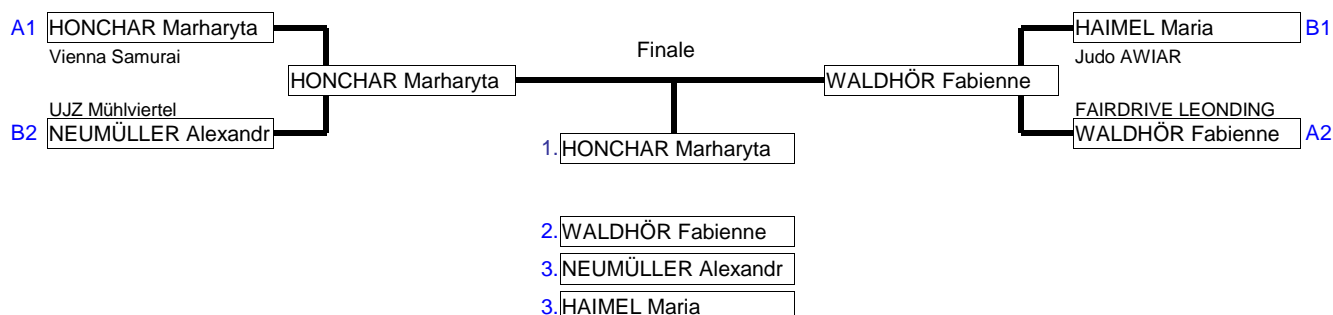 A1 HONCHAR Marharyta
Vienna Samurai
HONCHAR Marharyta
UJZ Mühlviertel
B2 NEUMÜLLER Alexandr
Finale
HAIMEL Maria B1
Judo AWIAR
WALDHÖR Fabienne
FAIRDRIVE LEONDING
WALDHÖR Fabienne A2
1. HONCHAR Marharyta
2. WALDHÖR Fabienne
3. NEUMÜLLER Alexandr
3. HAIMEL Maria